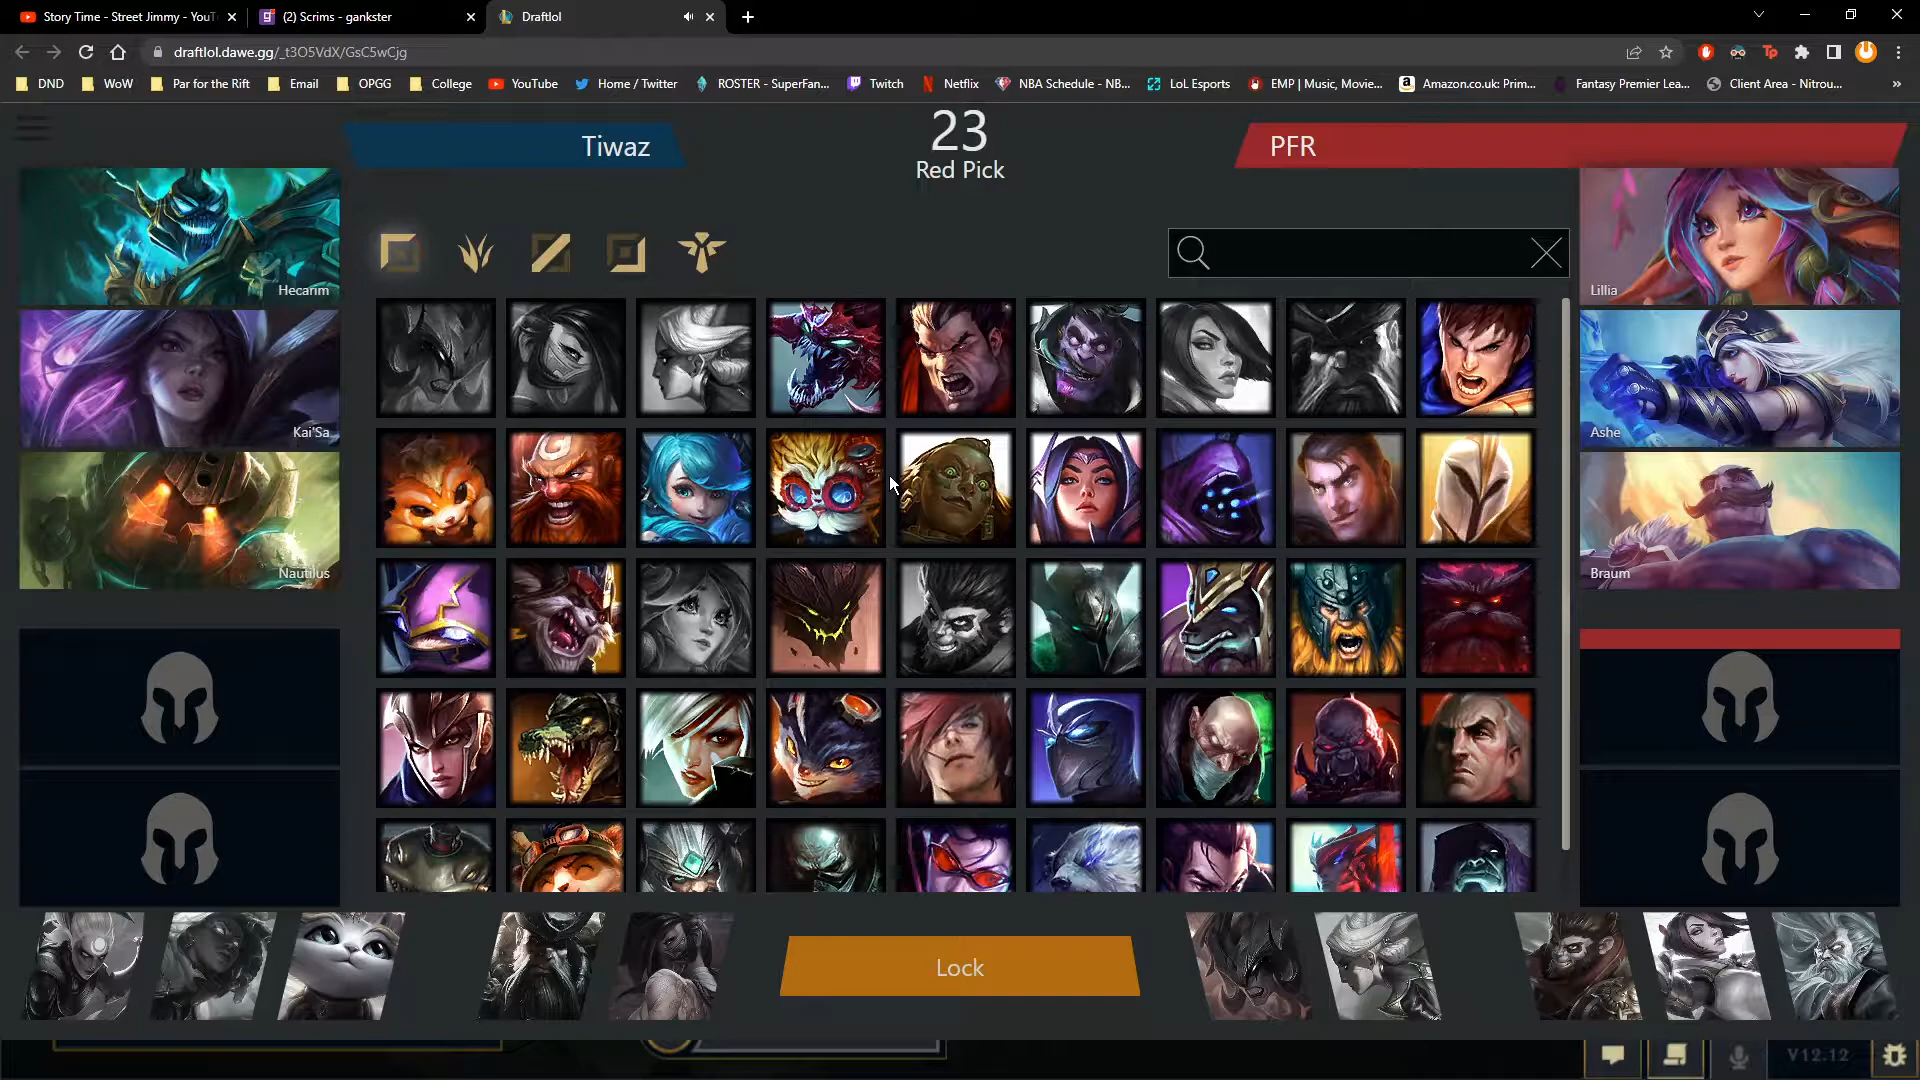 Story Time - Street Jimmy - YouT
(2) Scrims - gankster
Draftlol
draftlol.dawe.gg/_t3O5VdX/GsC5wCjg
DND
WoW
Par for the Rift
Email
OPGG
College
YouTube
Home / Twitter
ROSTER - SuperFan...
Twitch
Netflix
NBA Schedule - NB...
LoL Esports
EMP | Music, Movie...
Amazon.co.uk: Prim...
Fantasy Premier Lea...
Client Area - Nitrou...
»
Tiwaz
23
Red Pick
PFR
Hecarim
Kai'Sa
Nautilus
Lillia
Ashe
Braum
Lock
V12.12